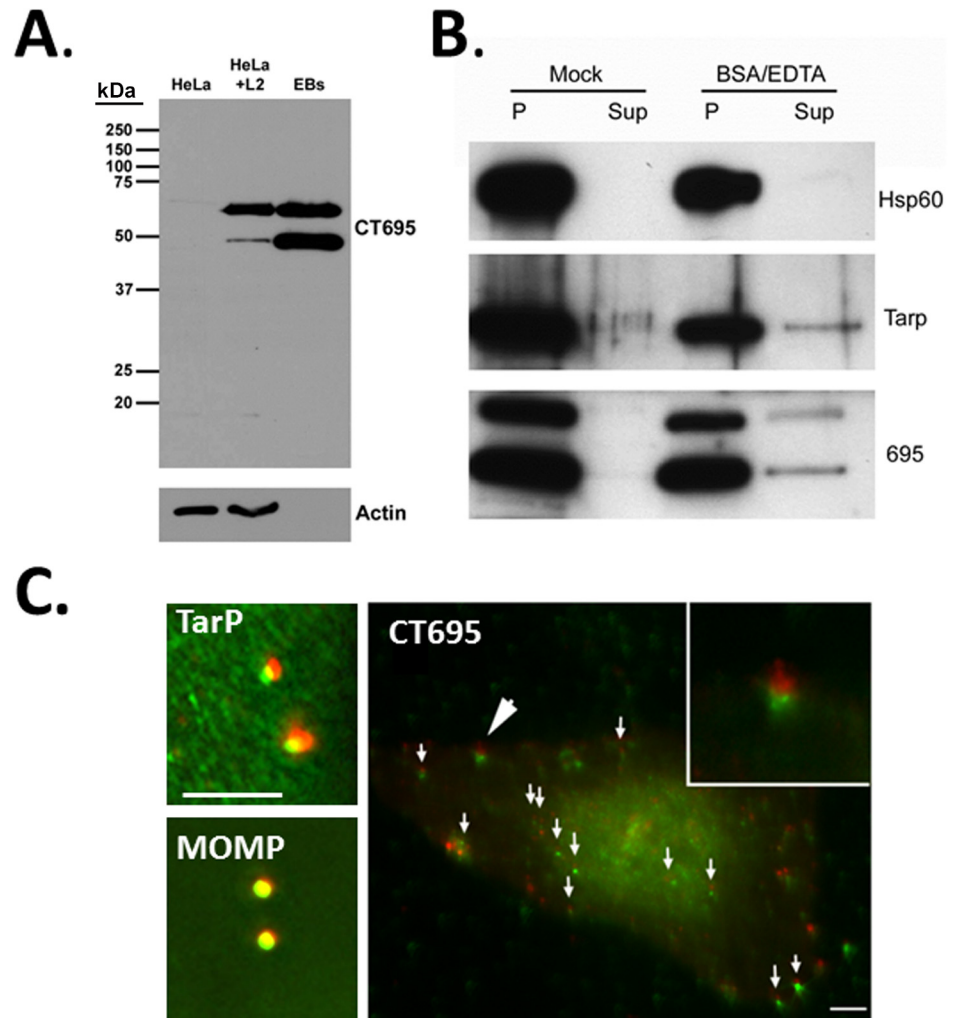 A.
kDa
HeLa
HeLa
+L2
EBs
250
150
100
75
50
37
25
20
CT695
Actin
B.
Mock
BSA/EDTA
P
Sup
P
Sup
Hsp60
Tarp
695
C.
TarP
MOMP
CT695